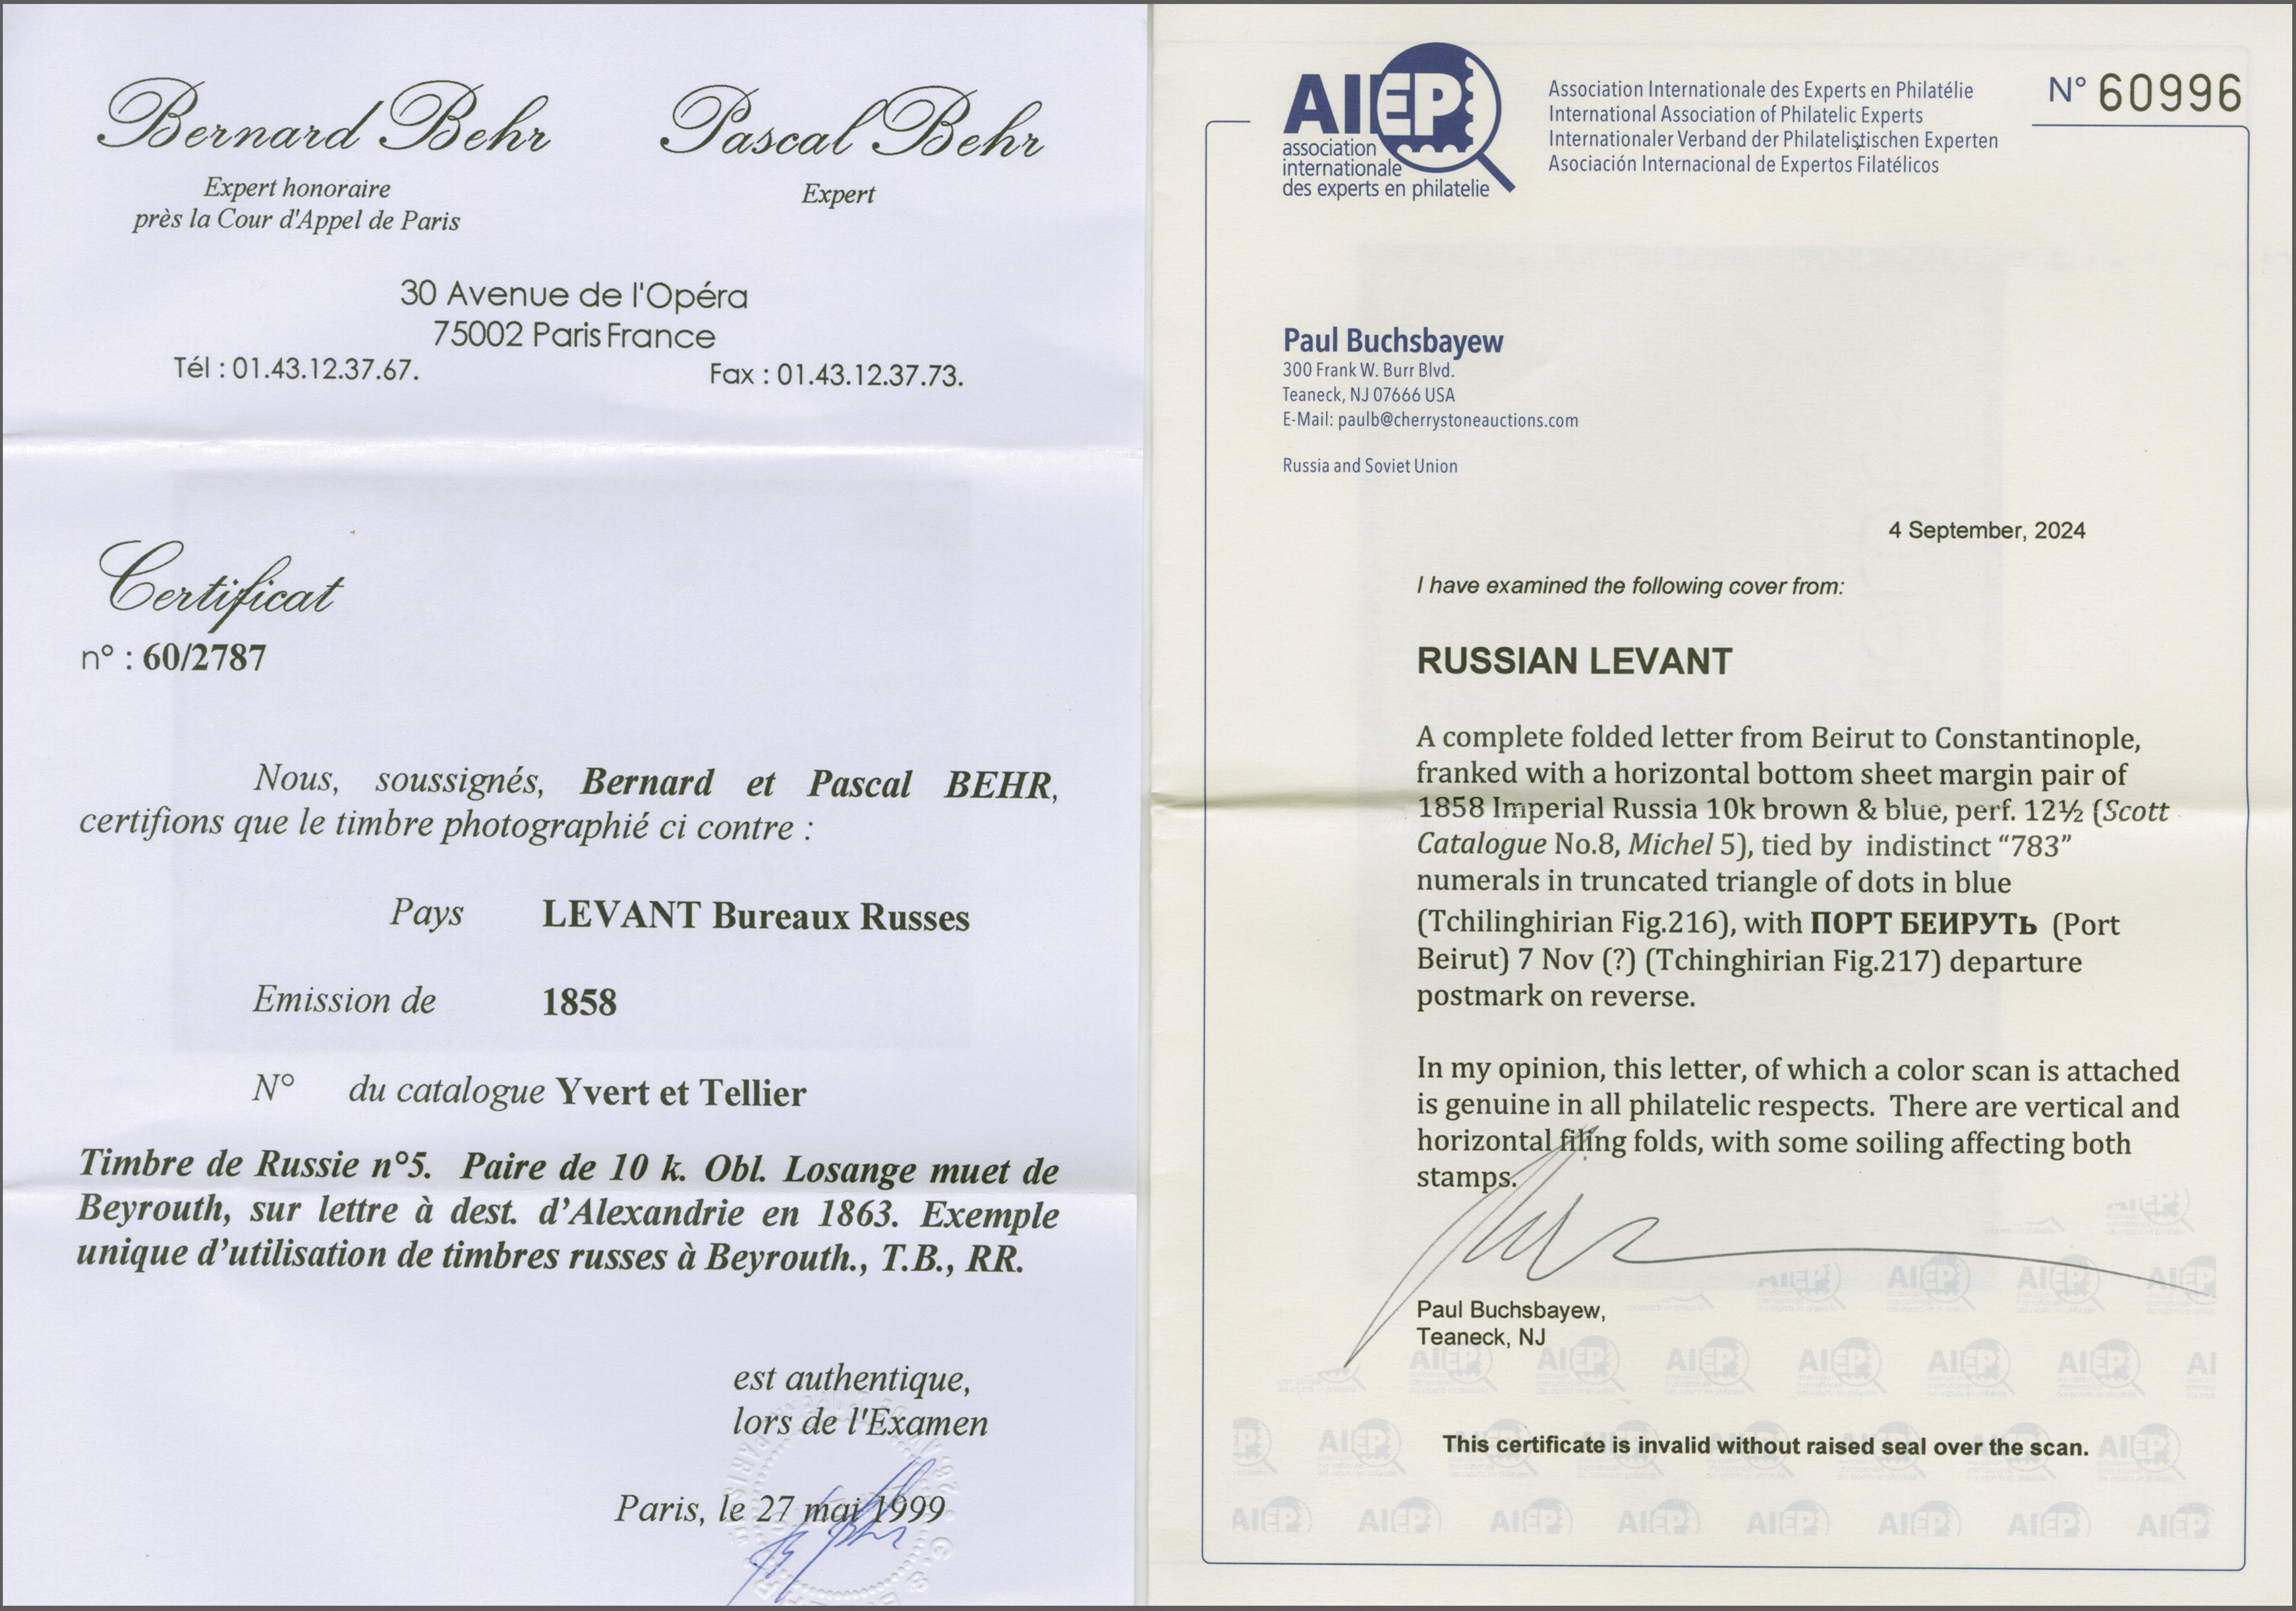 Bernard Behr
Expert honoraire
près la Cour d'Appel de Paris
Pascal Behr
Expert
30 Avenue de l'Opéra
75002 Paris France
Tél : 01.43.12.37.67.
Fax : 01.43.12.37.73.
Certificat
n° : 60/2787
Nous, soussignés, Bernard et Pascal BEHR,
certifions que le timbre photographié ci contre :
Pays LEVANT Bureaux Russes
Emission de 1858
N° du catalogue Yvert et Tellier
Timbre de Russie n°5. Paire de 10 k. Obl. Losange muet de
Beyrouth, sur lettre à dest. d'Alexandrie en 1863. Exemple
unique d'utilisation de timbres russes à Beyrouth., T.B., RR.
est authentique,
lors de l'Examen
Paris, le 27 mai 1999
AIEP
association
internationale
des experts en philatelie
Association Internationale des Experts en Philatélie
International Association of Philatelic Experts
Internationaler Verband der Philatelistischen Experten
Asociación Internacional de Expertos Filatélicos
N° 60996
Paul Buchsbayew
300 Frank W. Burr Blvd.
Teaneck, NJ 07666 USA
E-Mail: paulb@cherrystoneauctions.com
Russia and Soviet Union
4 September, 2024
I have examined the following cover from:
RUSSIAN LEVANT
A complete folded letter from Beirut to Constantinople,
franked with a horizontal bottom sheet margin pair of
1858 Imperial Russia 10k brown & blue, perf. 12½ (Scott
Catalogue No.8, Michel 5), tied by indistinct “783”
numerals in truncated triangle of dots in blue
(Tchilinghirian Fig.216), with ПОРТ БЕИРУТЬ (Port
Beirut) 7 Nov (?) (Tchinghirian Fig.217) departure
postmark on reverse.
In my opinion, this letter, of which a color scan is attached
is genuine in all philatelic respects. There are vertical and
horizontal filing folds, with some soiling affecting both
stamps.
Paul Buchsbayew,
Teaneck, NJ
This certificate is invalid without raised seal over the scan.